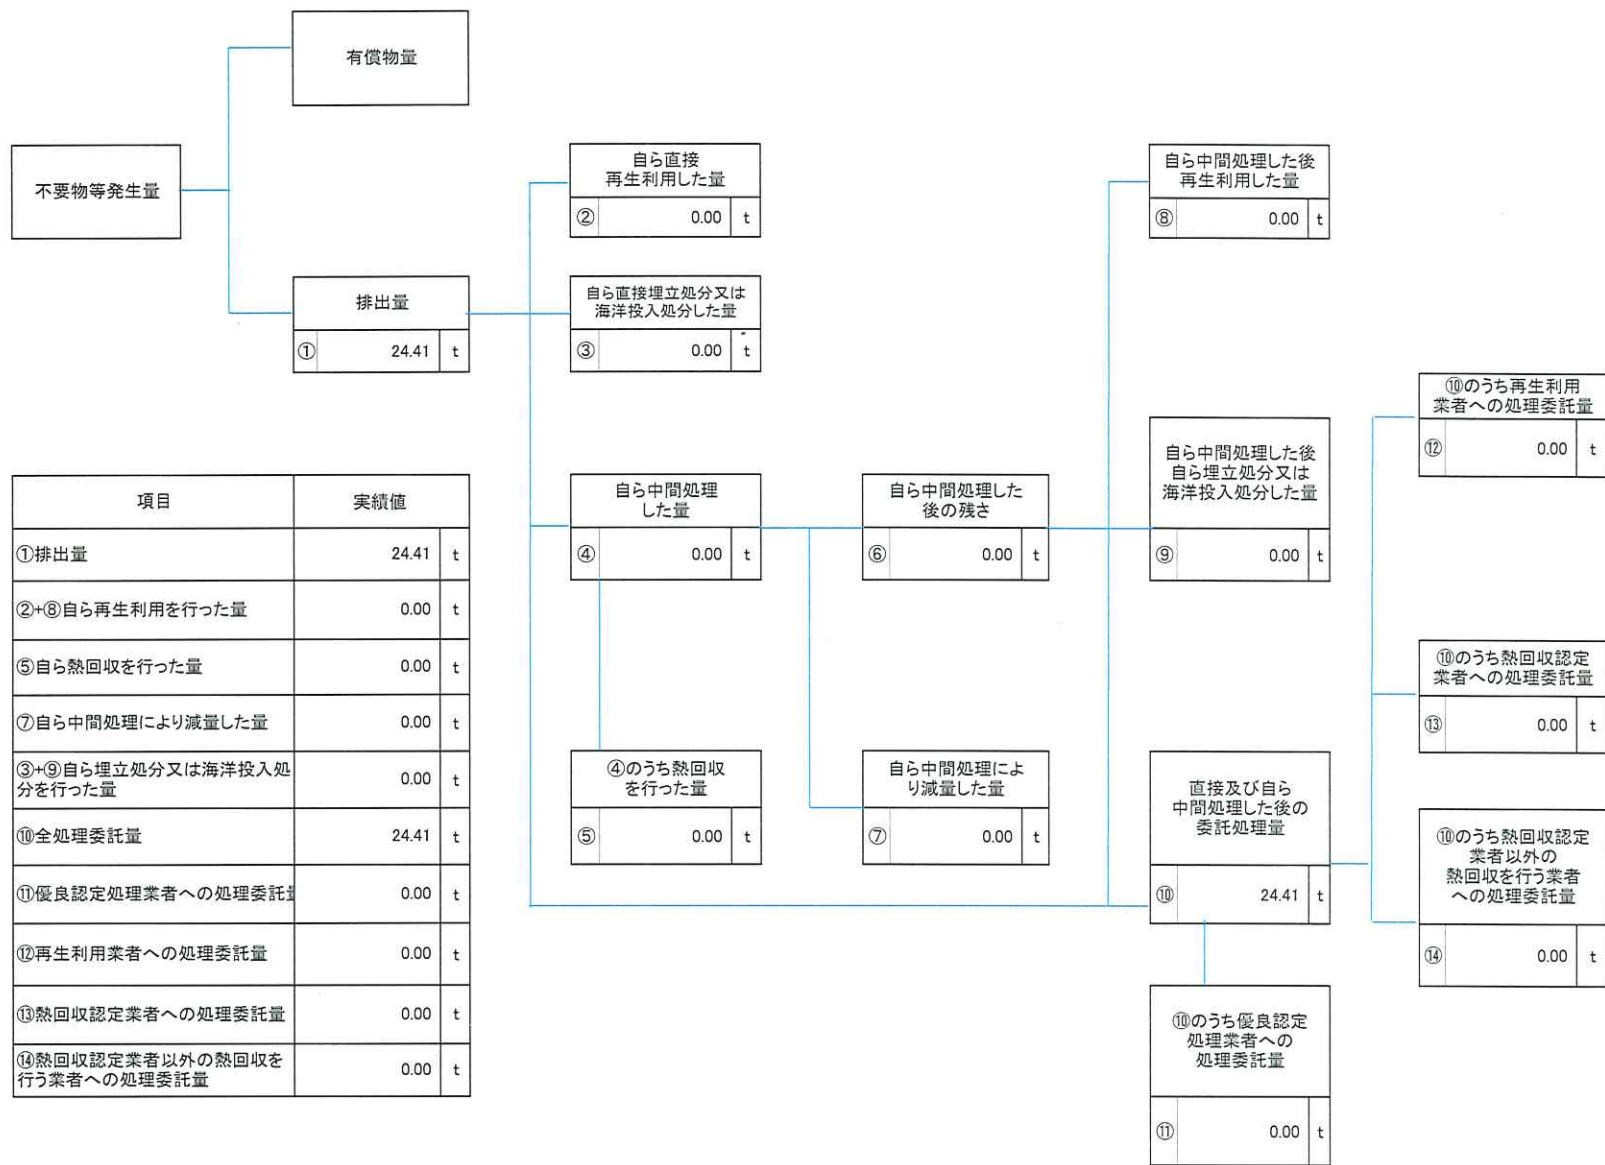 有償物量
不要物等発生量
排出量
① 24.41 t
自ら直接
再生利用した量
② 0.00 t
自ら直接埋立処分又は
海洋投入処分した量
③ 0.00 t
自ら中間処理
した量
④ 0.00 t
④のうち熱回収
を行った量
⑤ 0.00 t
自ら中間処理した
後の残さ
⑥ 0.00 t
自ら中間処理によ
り減量した量
⑦ 0.00 t
自ら中間処理した後
再生利用した量
⑧ 0.00 t
自ら中間処理した後
自ら埋立処分又は
海洋投入処分した量
⑨ 0.00 t
直接及び自ら
中間処理した後の
委託処理量
⑩ 24.41 t
⑩のうち優良認定
処理業者への
処理委託量
⑪ 0.00 t
⑩のうち再生利用
業者への処理委託量
⑫ 0.00 t
⑩のうち熱回収認定
業者への処理委託量
⑬ 0.00 t
⑩のうち熱回収認定
業者以外の
熱回収を行う業者
への処理委託量
⑭ 0.00 t
項目 実績値
①排出量 24.41 t
②+⑧自ら再生利用を行った量 0.00 t
⑤自ら熱回収を行った量 0.00 t
⑦自ら中間処理により減量した量 0.00 t
③+⑨自ら埋立処分又は海洋投入処
分を行った量 0.00 t
⑩全処理委託量 24.41 t
⑪優良認定処理業者への処理委託 0.00 t
⑫再生利用業者への処理委託量 0.00 t
⑬熱回収認定業者への処理委託量 0.00 t
⑭熱回収認定業者以外の熱回収を
行う業者への処理委託量 0.00 t